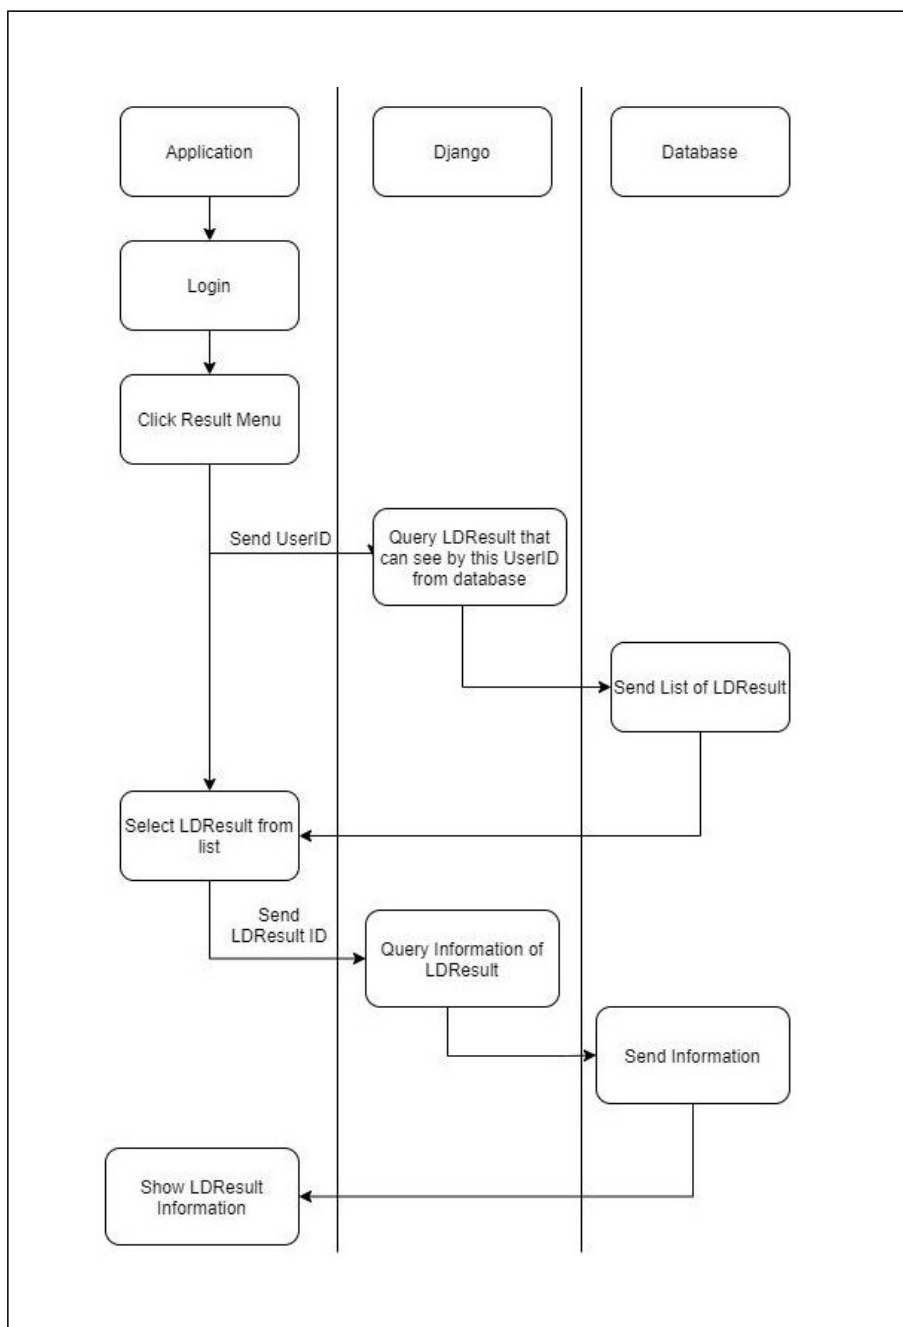 Application
Django
Database
Login
Click Result Menu
Send UserID
Query LDResult that
can see by this UserID
from database
Send List of LDResult
Select LDResult from
list
Send
LDResult ID
Query Information of
LDResult
Send Information
Show LDResult
Information